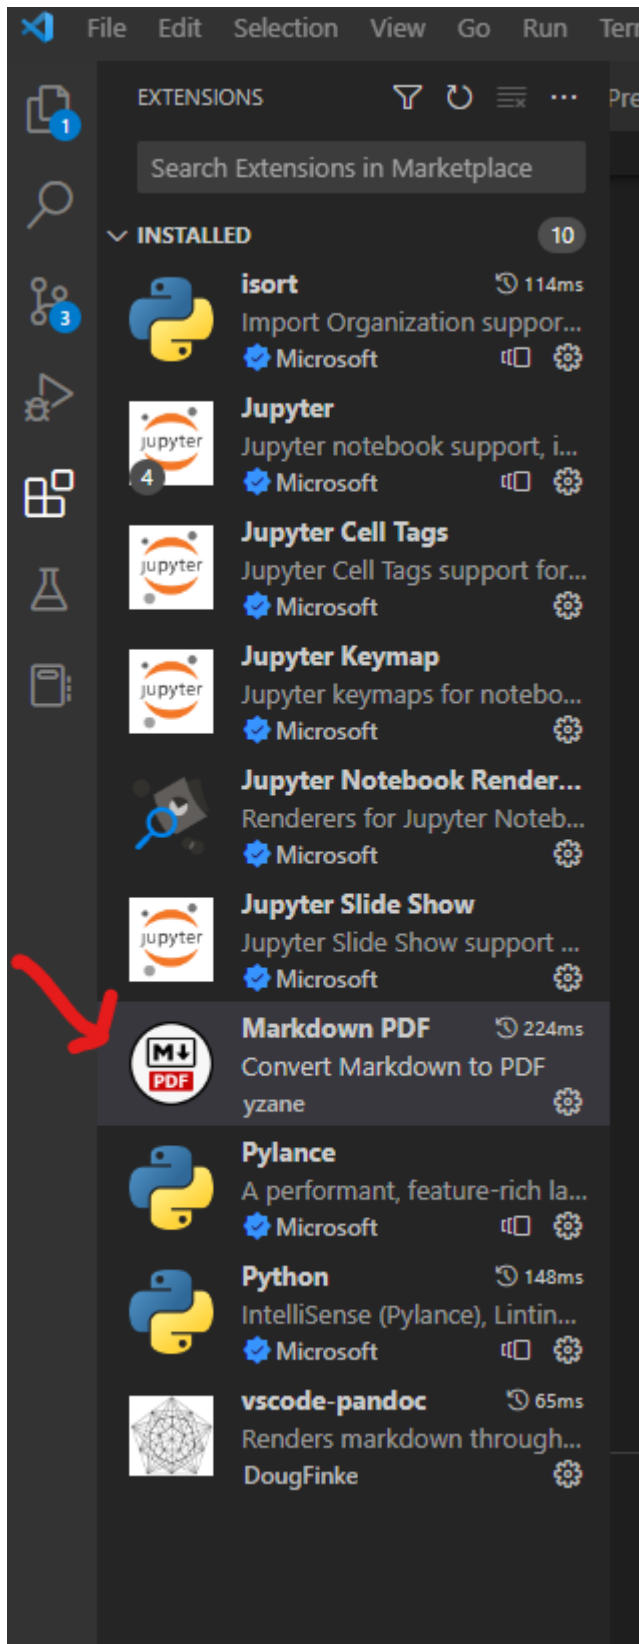 File Edit Selection View Go Run Terr
1
EXTENSIONS
Pre
Search Extensions in Marketplace
INSTALLED 10
isort 114ms
Import Organization suppor...
Microsoft
3
Jupyter
jupyter
Jupyter notebook support, i...
4
Microsoft
Jupyter Cell Tags
jupyter
Jupyter Cell Tags support for...
Microsoft
Jupyter Keymap
jupyter
Jupyter keymaps for notebo...
Microsoft
Jupyter Notebook Render...
Renderers for Jupyter Noteb...
Microsoft
Jupyter Slide Show
jupyter
Jupyter Slide Show support ...
Microsoft
Markdown PDF 224ms
M
PDF
Convert Markdown to PDF
yzane
Pylance
A performant, feature-rich la...
Microsoft
Python 148ms
IntelliSense (Pylance), Lintin...
Microsoft
vscode-pandoc 65ms
Renders markdown through...
DougFinke